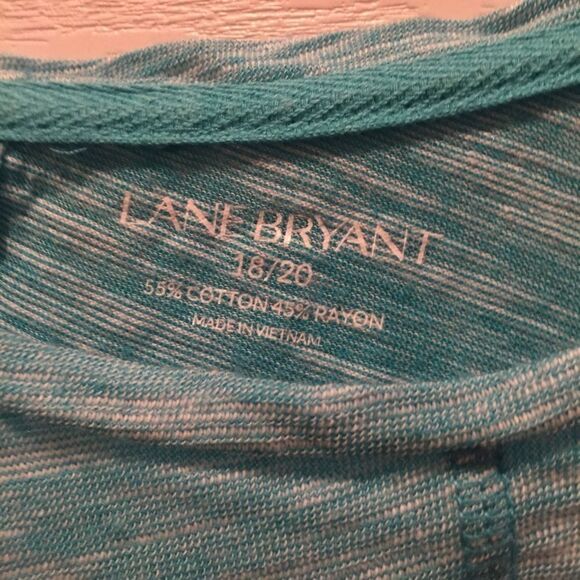 LANE BRYANT
18/20
55% COTTON 45% RAYON
MADE IN VIETNAM